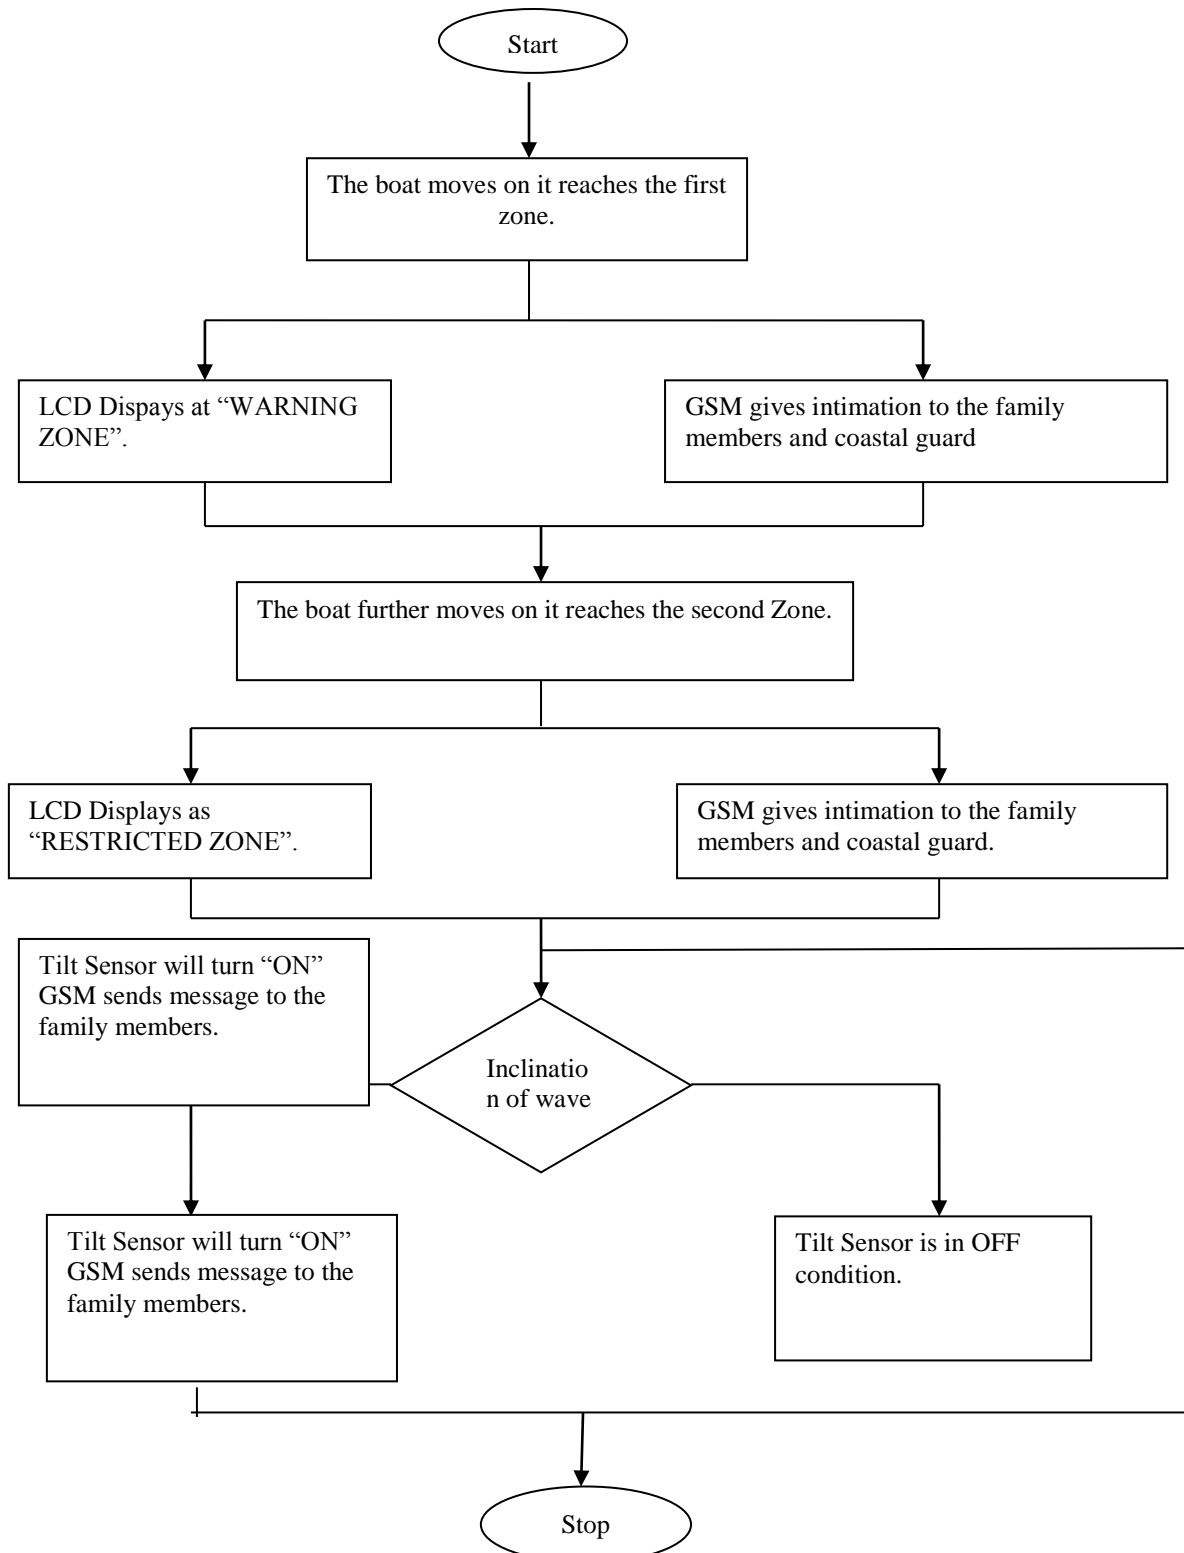 Start
The boat moves on it reaches the first
zone.
LCD Dispays at “WARNING
ZONE”.
GSM gives intimation to the family
members and coastal guard
The boat further moves on it reaches the second Zone.
LCD Displays as
“RESTRICTED ZONE”.
GSM gives intimation to the family
members and coastal guard.
Tilt Sensor will turn “ON”
GSM sends message to the
family members.
Inclinatio
n of wave
Tilt Sensor will turn “ON”
GSM sends message to the
family members.
Tilt Sensor is in OFF
condition.
Stop